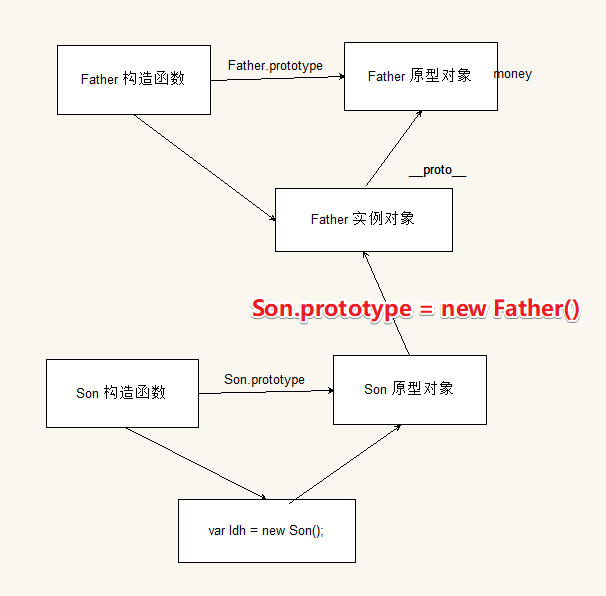 Father.prototype
Father 构造函数
Father 原型对象
money
__proto__
Father 实例对象
Son.prototype = new Father()
Son.prototype
Son 构造函数
Son 原型对象
var ldh = new Son();